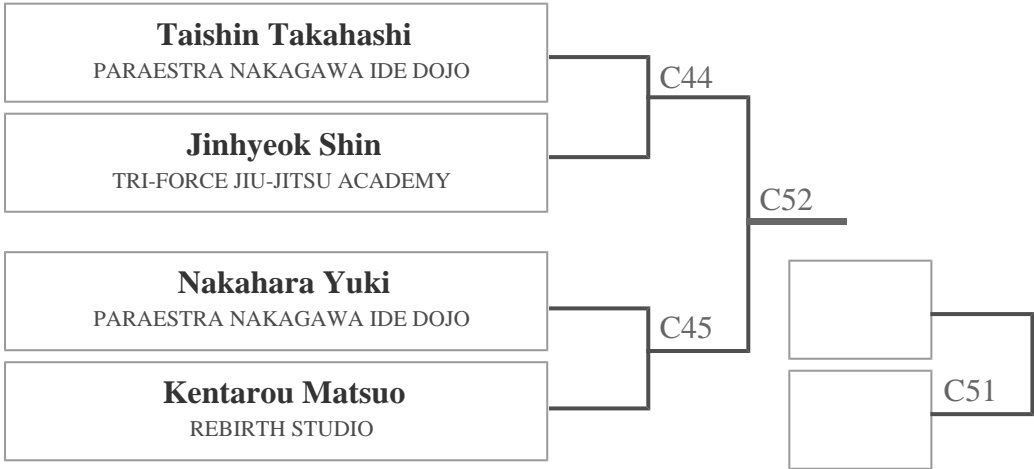 Taishin Takahashi
PARAESTRA NAKAGAWA IDE DOJO
C44
Jinhyeok Shin
TRI-FORCE JIU-JITSU ACADEMY
C52
Nakahara Yuki
PARAESTRA NAKAGAWA IDE DOJO
C45
Kentarou Matsuo
REBIRTH STUDIO
C51